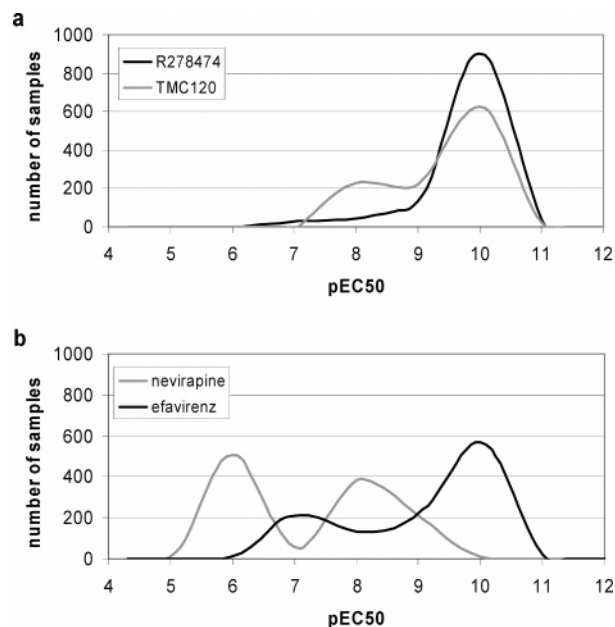 a
1000
800
600
400
200
0
number of samples
R278474
TMC120
4 5 6 7 8 9 10 11 12
pEC50
b
1000
800
600
400
200
0
number of samples
nevirapine
efavirenz
4 5 6 7 8 9 10 11 12
pEC50